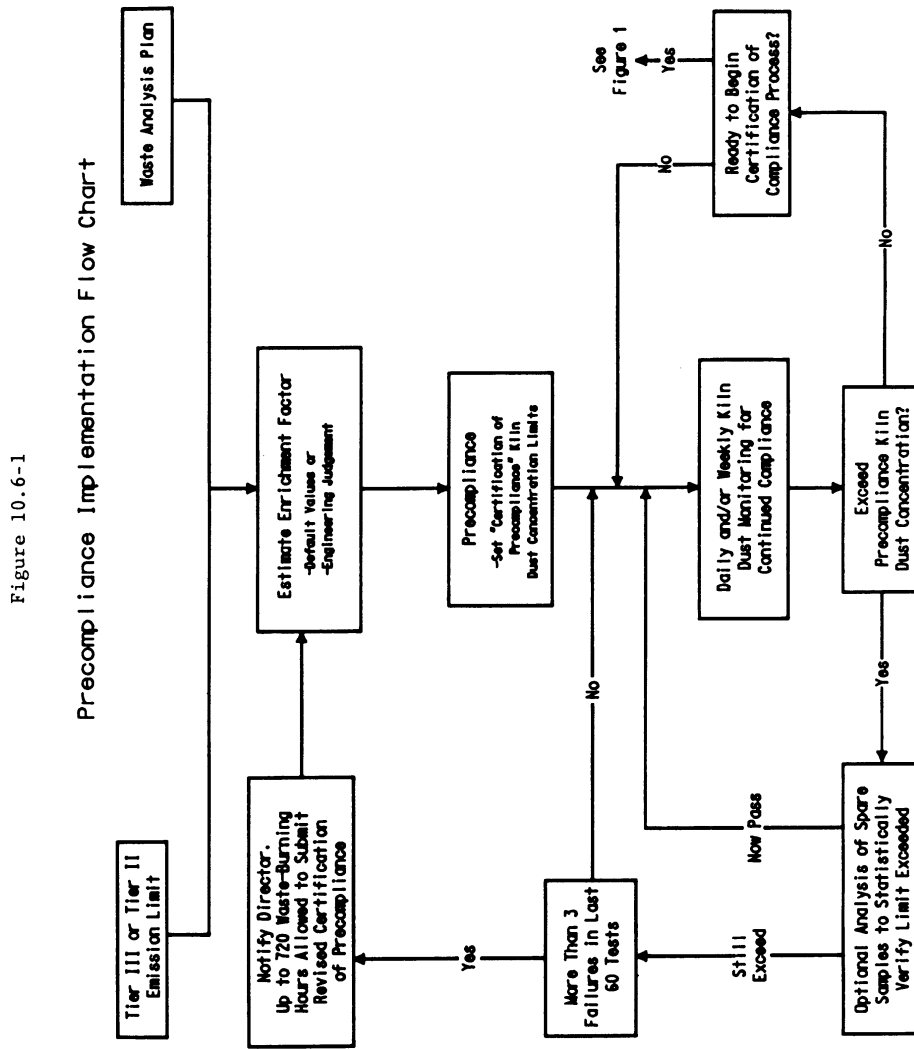 Figure 10.6-1
Precompliance Implementation Flow Chart
Tier III or Tier II
Emission Limit
Waste Analysis Plan
Notify Director.
Up to 720 Waste-Burning
Hours Allowed to Submit
Revised Certification
of Precompliance
Estimate Enrichment Factor
-Default Values or
-Engineering Judgement
Precompliance
-Set "Certification of
Precompliance" Kiln
Dust Concentration Limits
See
Figure 1
Yes
Ready to Begin
Certification of
Compliance Process?
No
Yes
More Than 3
Failures in Last
60 Tests
No
Daily and/or Weekly Kiln
Dust Monitoring for
Continued Compliance
Still
Exceed
Now Pass
Optional Analysis of Spare
Samples to Statistically
Verify Limit Exceeded
Yes
Exceed
Precompliance Kiln
Dust Concentration?
No